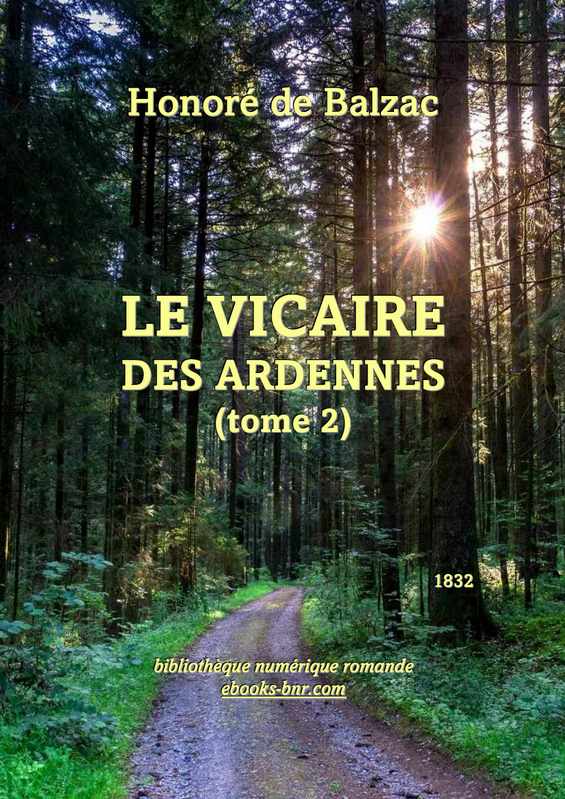 Honoré de Balzac
LE VICAIRE
DES ARDENNES
(tome 2)
1832
bibliothèque numérique romande
ebooks-bnr.com